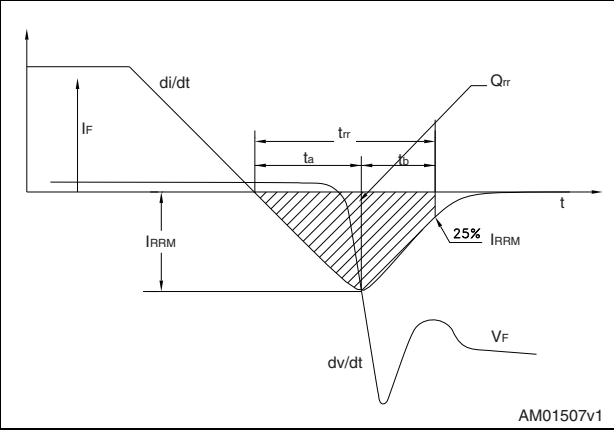 di/dt
Qrr
IF
trr
ta
tb
t
IRRM
25% IRRM
dv/dt
VF
AM01507v1